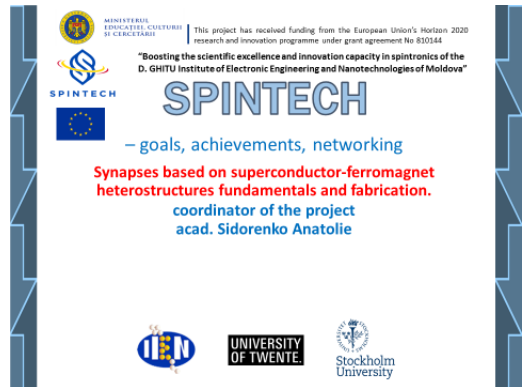 MINISTERUL
EDUCAȚIEI, CULTURII
ȘI CERCETĂRII
This project has received funding from the European Union's Horizon 2020
research and innovation programme under grant agreement No 810144
"Boosting the scientific excellence and innovation capacity in spintronics of the
D. GHITU Institute of Electronic Engineering and Nanotechnologies of Moldova"
SPINTECH
SPINTECH
– goals, achievements, networking
Synapses based on superconductor-ferromagnet
heterostructures fundamentals and fabrication.
coordinator of the project
acad. Sidorenko Anatolie
IEN
UNIVERSITY
OF TWENTE.
Stockholm
University